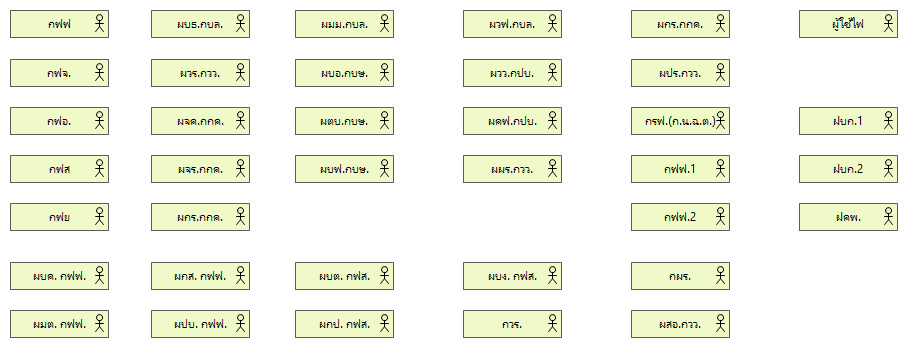 กฟฟ ผบธ.กบล. ผมม.กบล. ผวฟ.กบล. ผกร.กกค. ผู้ใช้ไฟ
กฟจ. ผวร.กวว. ผบอ.กบษ. ผวว.กปบ. ผปร.กวว.
กฟอ. ผจด.กกค. ผตบ.กบษ. ผคฟ.กปบ. กรฟ.(ก.น.ฉ.ต.) ฝบก.1
กฟส ผจร.กกค. ผบฟ.กบษ. ผผร.กวว. กฟฟ.1 ฝบก.2
กฟย ผกร.กกค. กฟฟ.2 ฝคพ.
ผบค. กฟฟ. ผกส. กฟฟ. ผบต. กฟส. ผบง. กฟส. กผร.
ผมต. กฟฟ. ผปบ. กฟฟ. ผกป. กฟส. กวร. ผสอ.กวว.